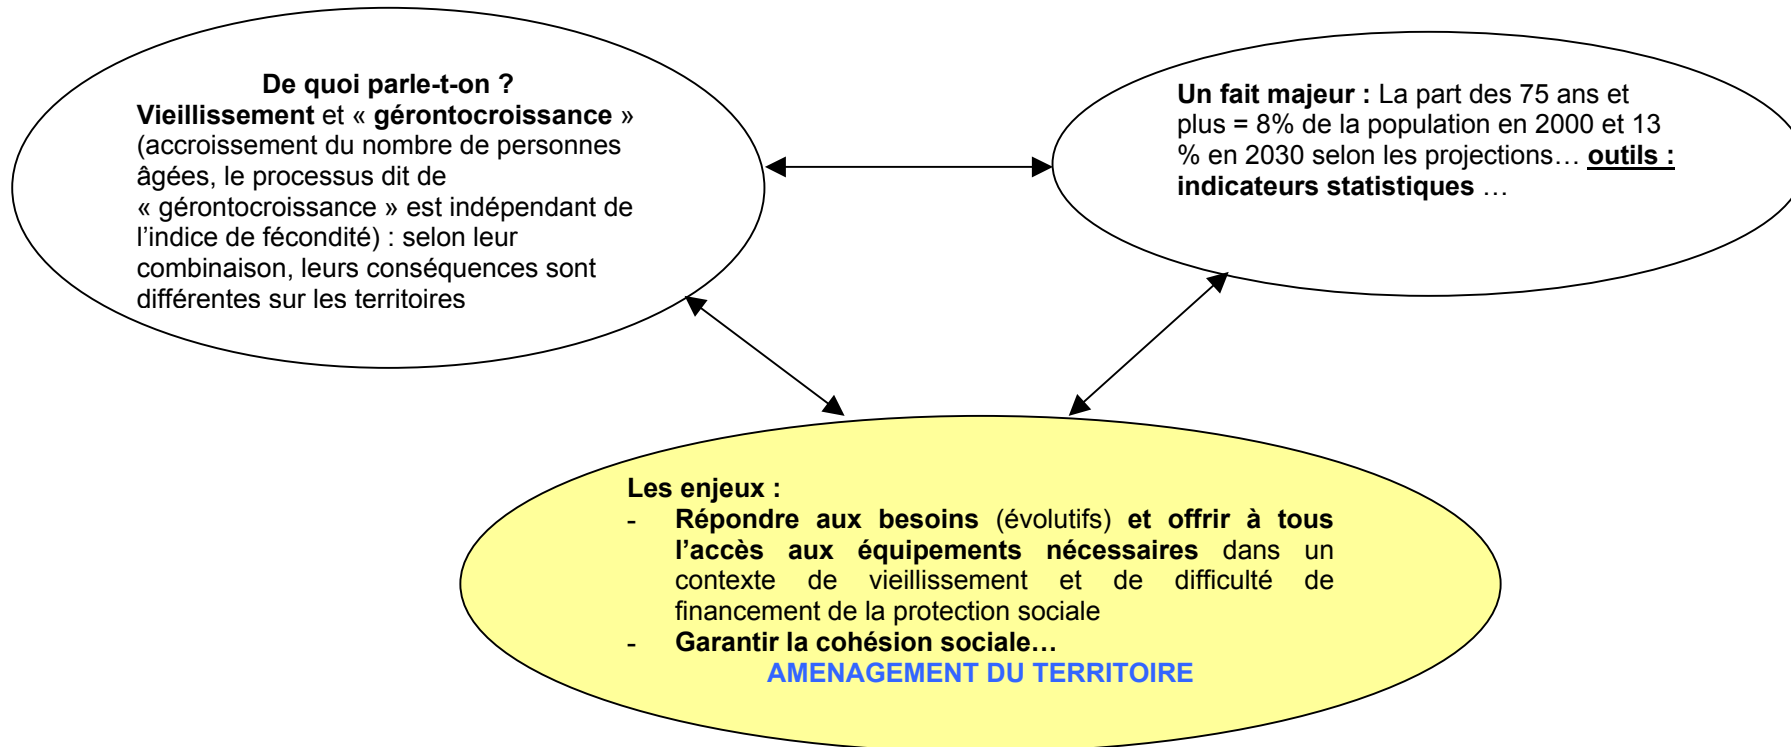 De quoi parle-t-on ?
Vieillissement et « gérontocroissance »
(accroissement du nombre de personnes
âgées, le processus dit de
« gérontocroissance » est indépendant de
l’indice de fécondité) : selon leur
combinaison, leurs conséquences sont
différentes sur les territoires
Un fait majeur : La part des 75 ans et
plus = 8% de la population en 2000 et 13
% en 2030 selon les projections… outils :
indicateurs statistiques …
Les enjeux :
- Répondre aux besoins (évolutifs) et offrir à tous
l’accès aux équipements nécessaires dans un
contexte de vieillissement et de difficulté de
financement de la protection sociale
- Garantir la cohésion sociale…
AMENAGEMENT DU TERRITOIRE